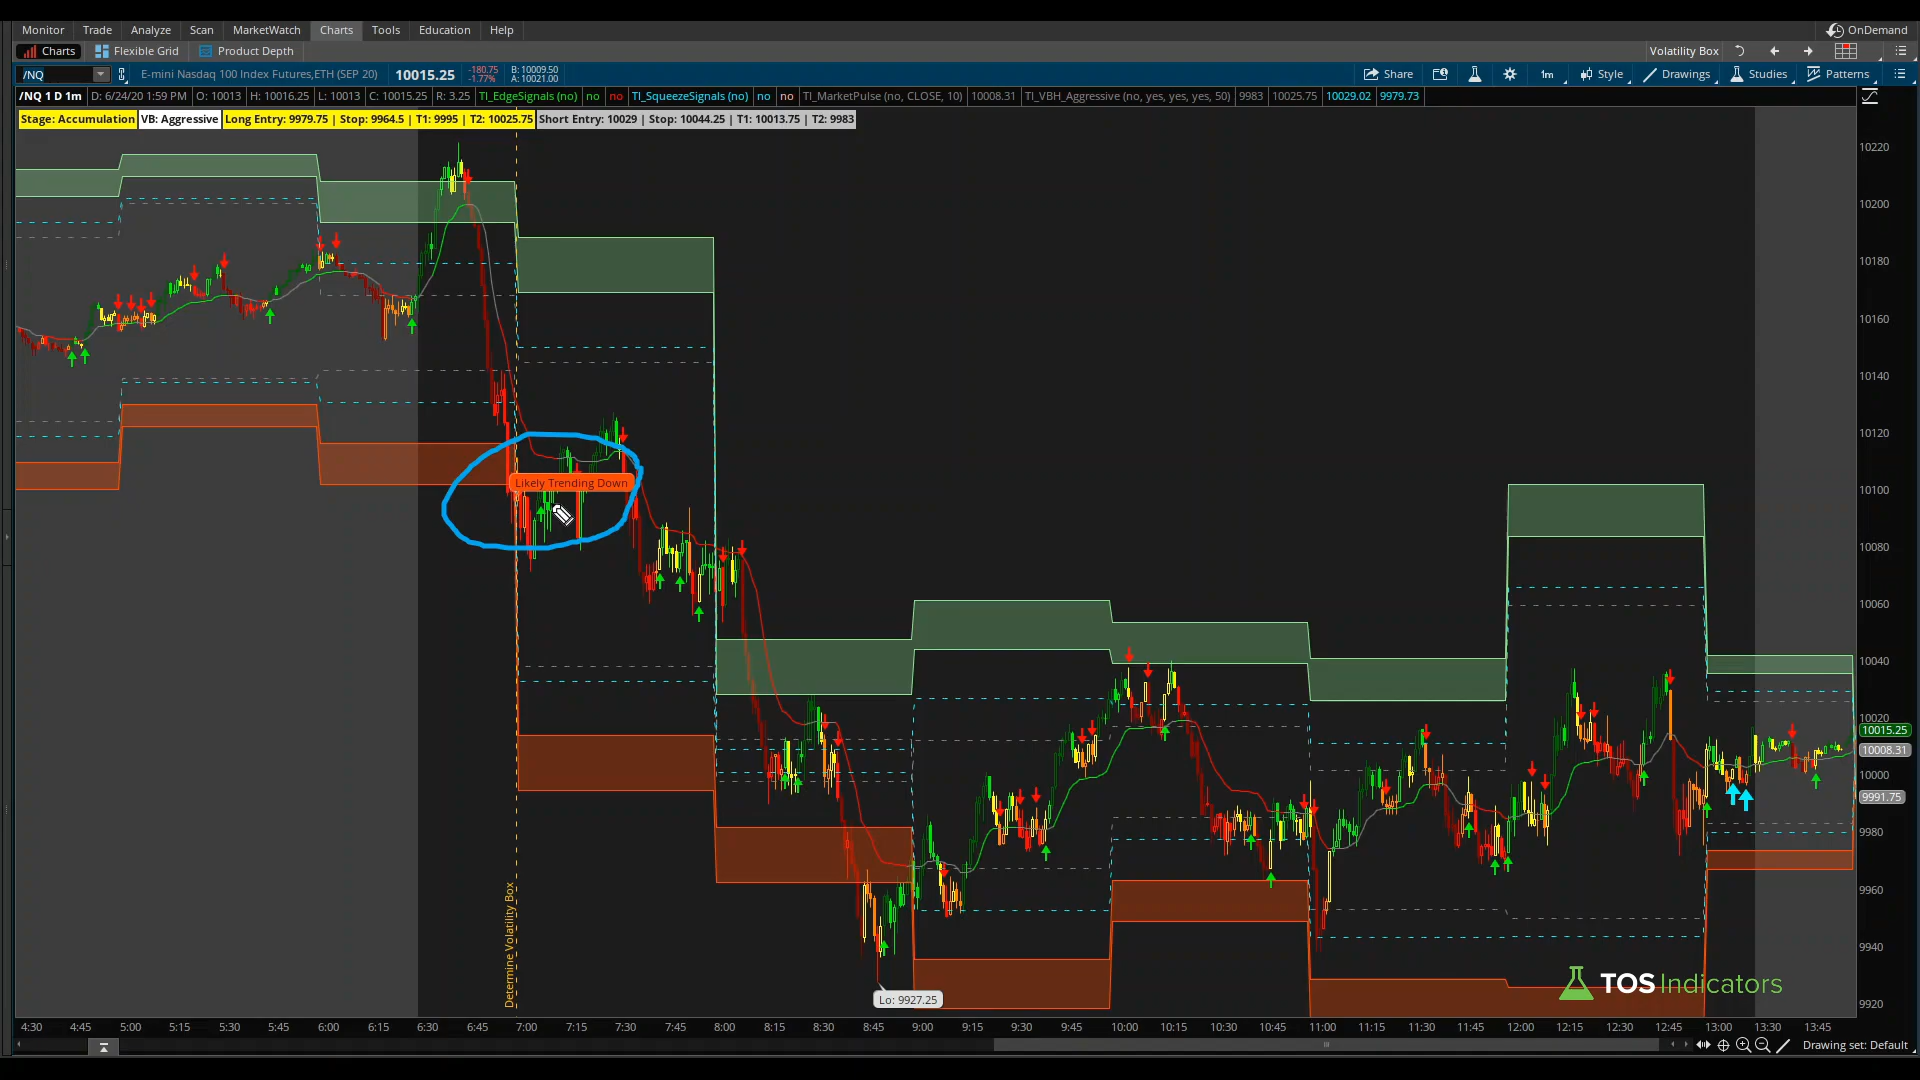 Monitor Trade Analyze Scan MarketWatch Charts Tools Education Help OnDemand
Charts Flexible Grid Product Depth Volatility Box
/NQ E-mini Nasdaq 100 Index Futures,ETH (SEP 20) 10015.25 -180.75 B: 10009.50 Share 1m Style Drawings Studies Patterns
-1.77% A: 10021.00
/NQ 1 D 1m D: 6/24/20 1:59 PM O: 10013 H: 10016.25 L: 10013 C: 10015.25 R: 3.25 TI_EdgeSignals (no) no no TI_SqueezeSignals (no) no no TI_MarketPulse (no, CLOSE, 10) 10008.31 TI_VBH_Aggressive (no, yes, yes, yes, 50) 9983 10025.75 10029.02 9979.73
Stage: Accumulation VB: Aggressive Long Entry: 9979.75 | Stop: 9964.5 | T1: 9995 | T2: 10025.75 Short Entry: 10029 | Stop: 10044.25 | T1: 10013.75 | T2: 9983
10220
10200
10180
10160
10140
10120
Likely Trending Down
10100
10080
10060
10040
10020
10015.25
10008.31
10000
9991.75
9980
9960
Determine Volatility Box
9940
TOS Indicators
Lo: 9927.25
9920
4:30 4:45 5:00 5:15 5:30 5:45 6:00 6:15 6:30 6:45 7:00 7:15 7:30 7:45 8:00 8:15 8:30 8:45 9:00 9:15 9:30 9:45 10:00 10:15 10:30 10:45 11:00 11:15 11:30 11:45 12:00 12:15 12:30 12:45 13:00 13:30 13:45
Drawing set: Default